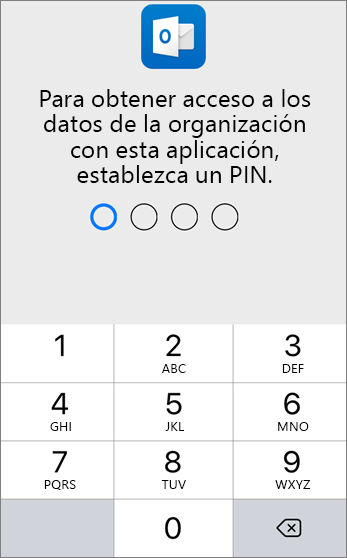 O
Para obtener acceso a los
datos de la organización
con esta aplicación,
establezca un PIN.
1 2 3
ABC DEF
4 5 6
GHI JKL MNO
7 8 9
PQRS TUV WXYZ
0